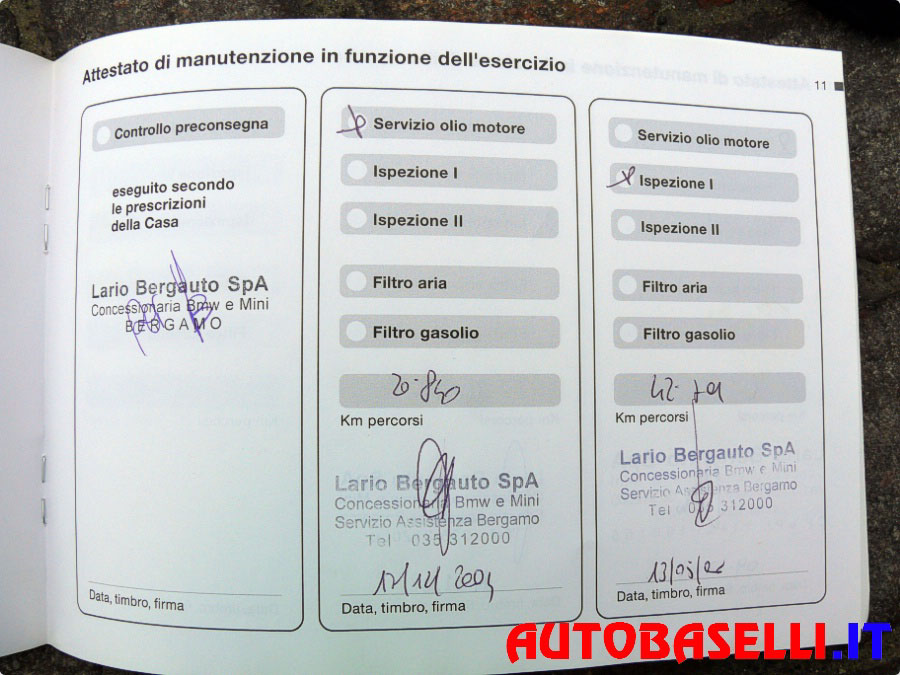 Attestato di manutenzione in funzione dell'esercizio
11
Controllo preconsegna
eseguito secondo
le prescrizioni
della Casa
Lario Bergauto SpA
Concessionaria Bmw e Mini
BERGAMO
Data, timbro, firma
Servizio olio motore
Ispezione I
Ispezione II
Filtro aria
Filtro gasolio
20.840
Km percorsi
Lario Bergauto SpA
Concessionaria Bmw e Mini
Servizio Assistenza Bergamo
Tel 035 312000
Data, timbro, firma
Servizio olio motore
Ispezione I
Ispezione II
Filtro aria
Filtro gasolio
Km percorsi
Lario Bergauto SpA
Concessionaria Bmw e Mini
Servizio Assistenza Bergamo
Tel 035 312000
Data, timbro, firma
AUTOBASELLI.IT